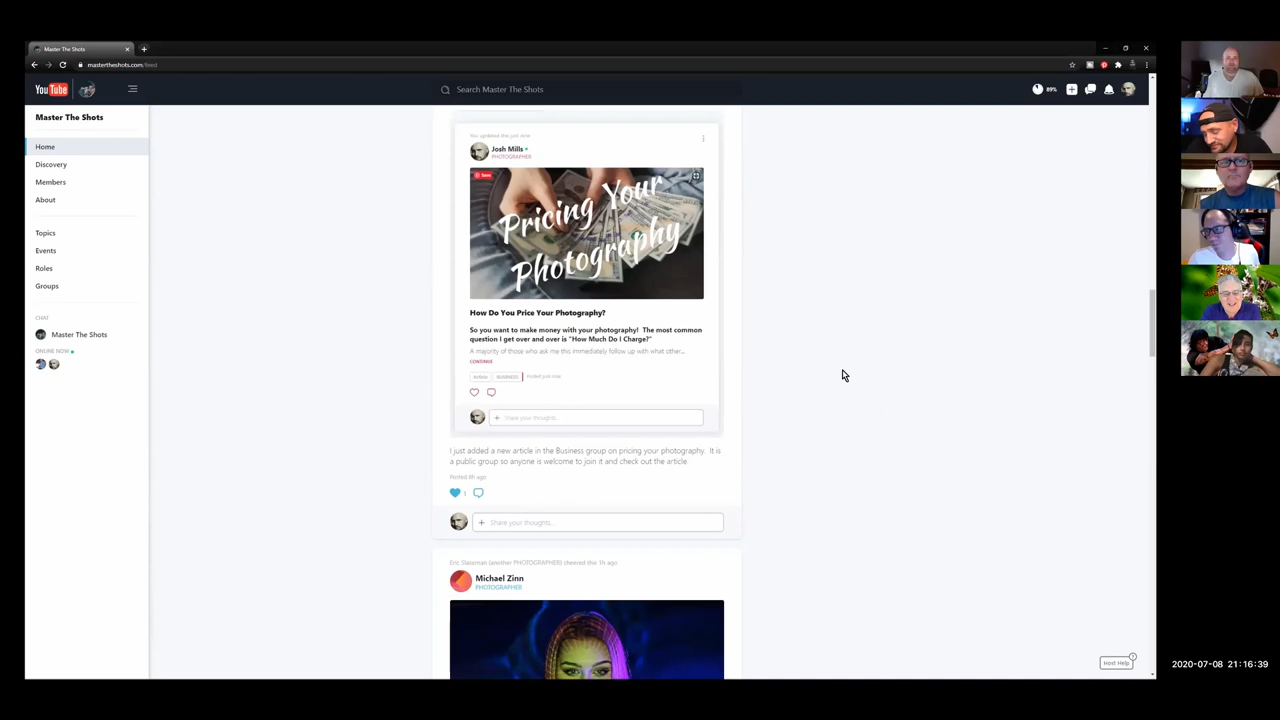 Master The Shots
mastertheshots.com/feed
YouTube
Search Master The Shots
89%
Master The Shots
Home
Discovery
Members
About
Topics
Events
Roles
Groups
CHAT
Master The Shots
ONLINE NOW
You updated this just now
Josh Mills
PHOTOGRAPHER
Save
Pricing Your
Photography
How Do You Price Your Photography?
So you want to make money with your photography! The most common
question I get over and over is "How Much Do I Charge?"
A majority of those who ask me this immediately follow up with what other...
CONTINUE
Article BUSINESS Posted just now
Share your thoughts...
I just added a new article in the Business group on pricing your photography. It is
a public group so anyone is welcome to join it and check out the article.
Posted 8h ago
1
Share your thoughts...
Eric Slateman (another PHOTOGRAPHER) cheered this 1h ago
Michael Zinn
PHOTOGRAPHER
Host Help ?
2020-07-08 21:16:39